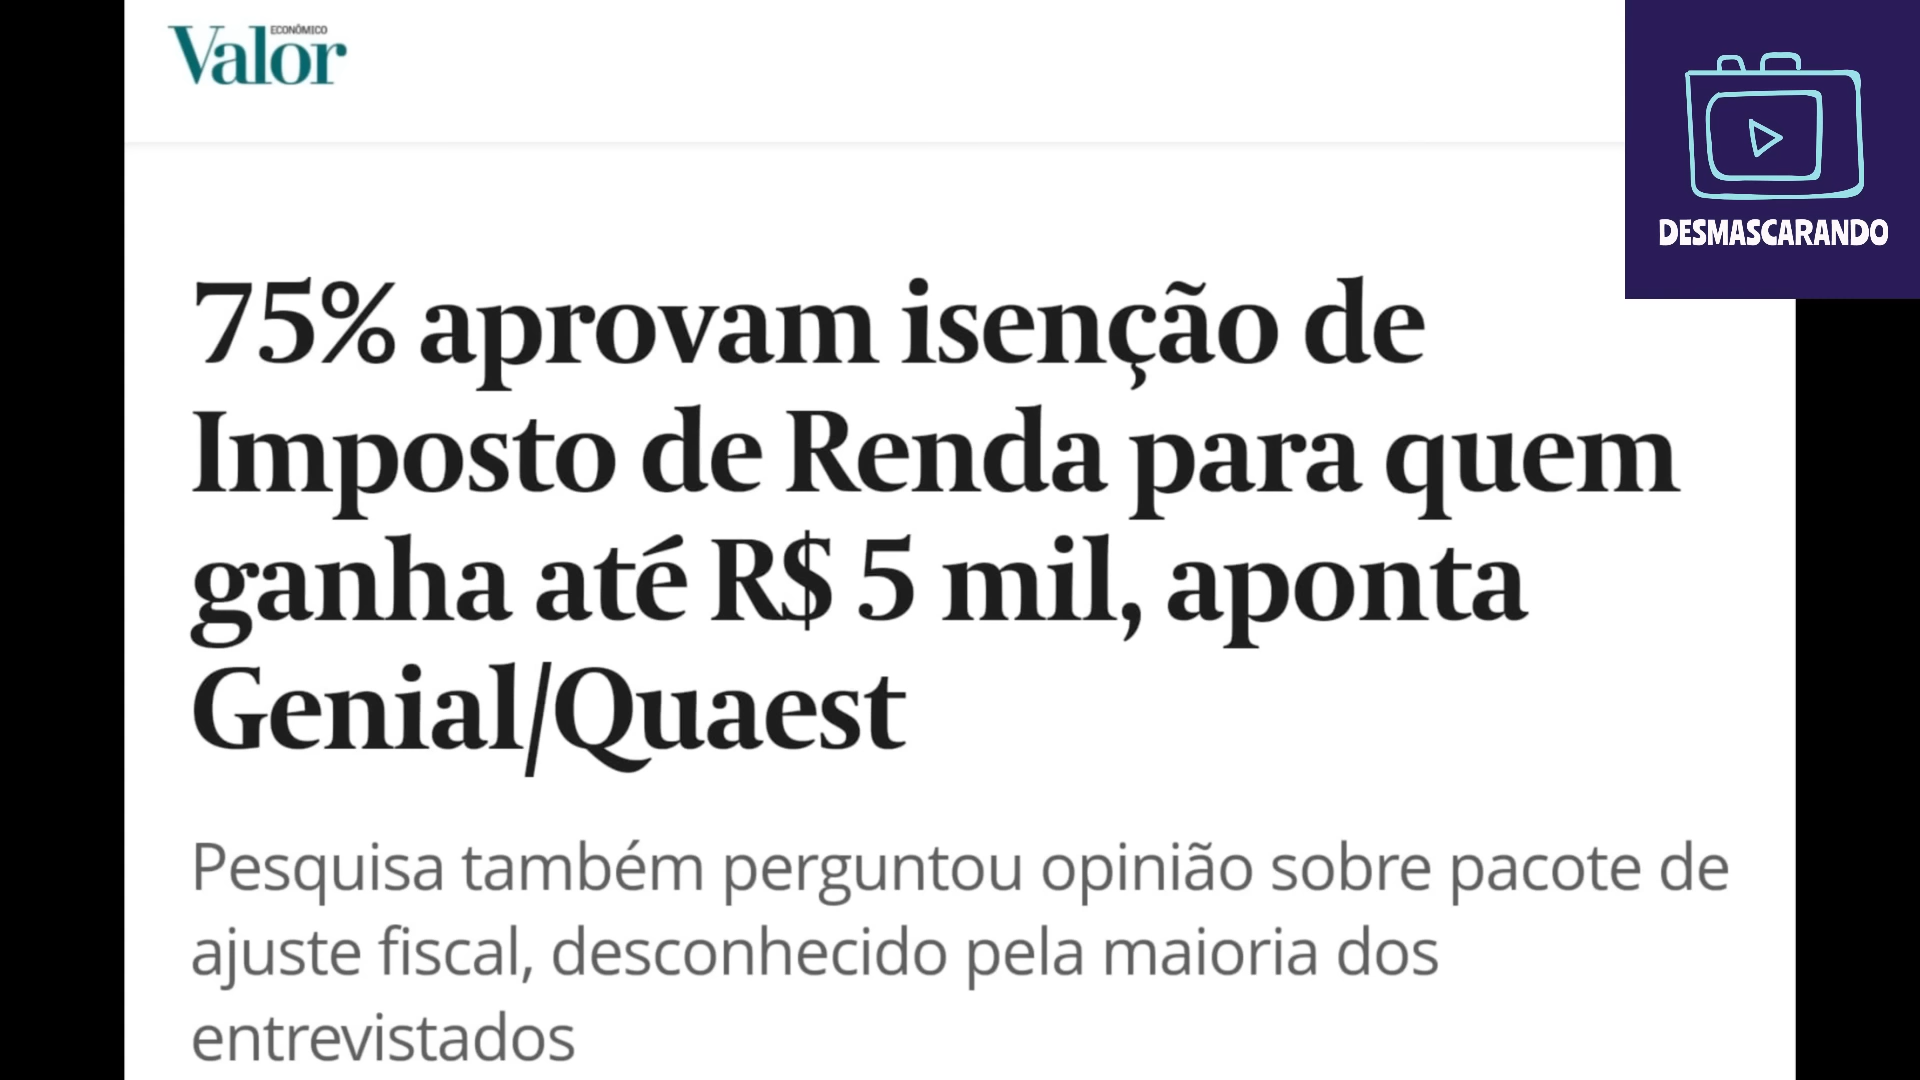 Valor
ECONÔMICO
DESMASCARANDO
75% aprovam isenção de
Imposto de Renda para quem
ganha até R$ 5 mil, aponta
Genial/Quaest
Pesquisa também perguntou opinião sobre pacote de
ajuste fiscal, desconhecido pela maioria dos
entrevistados